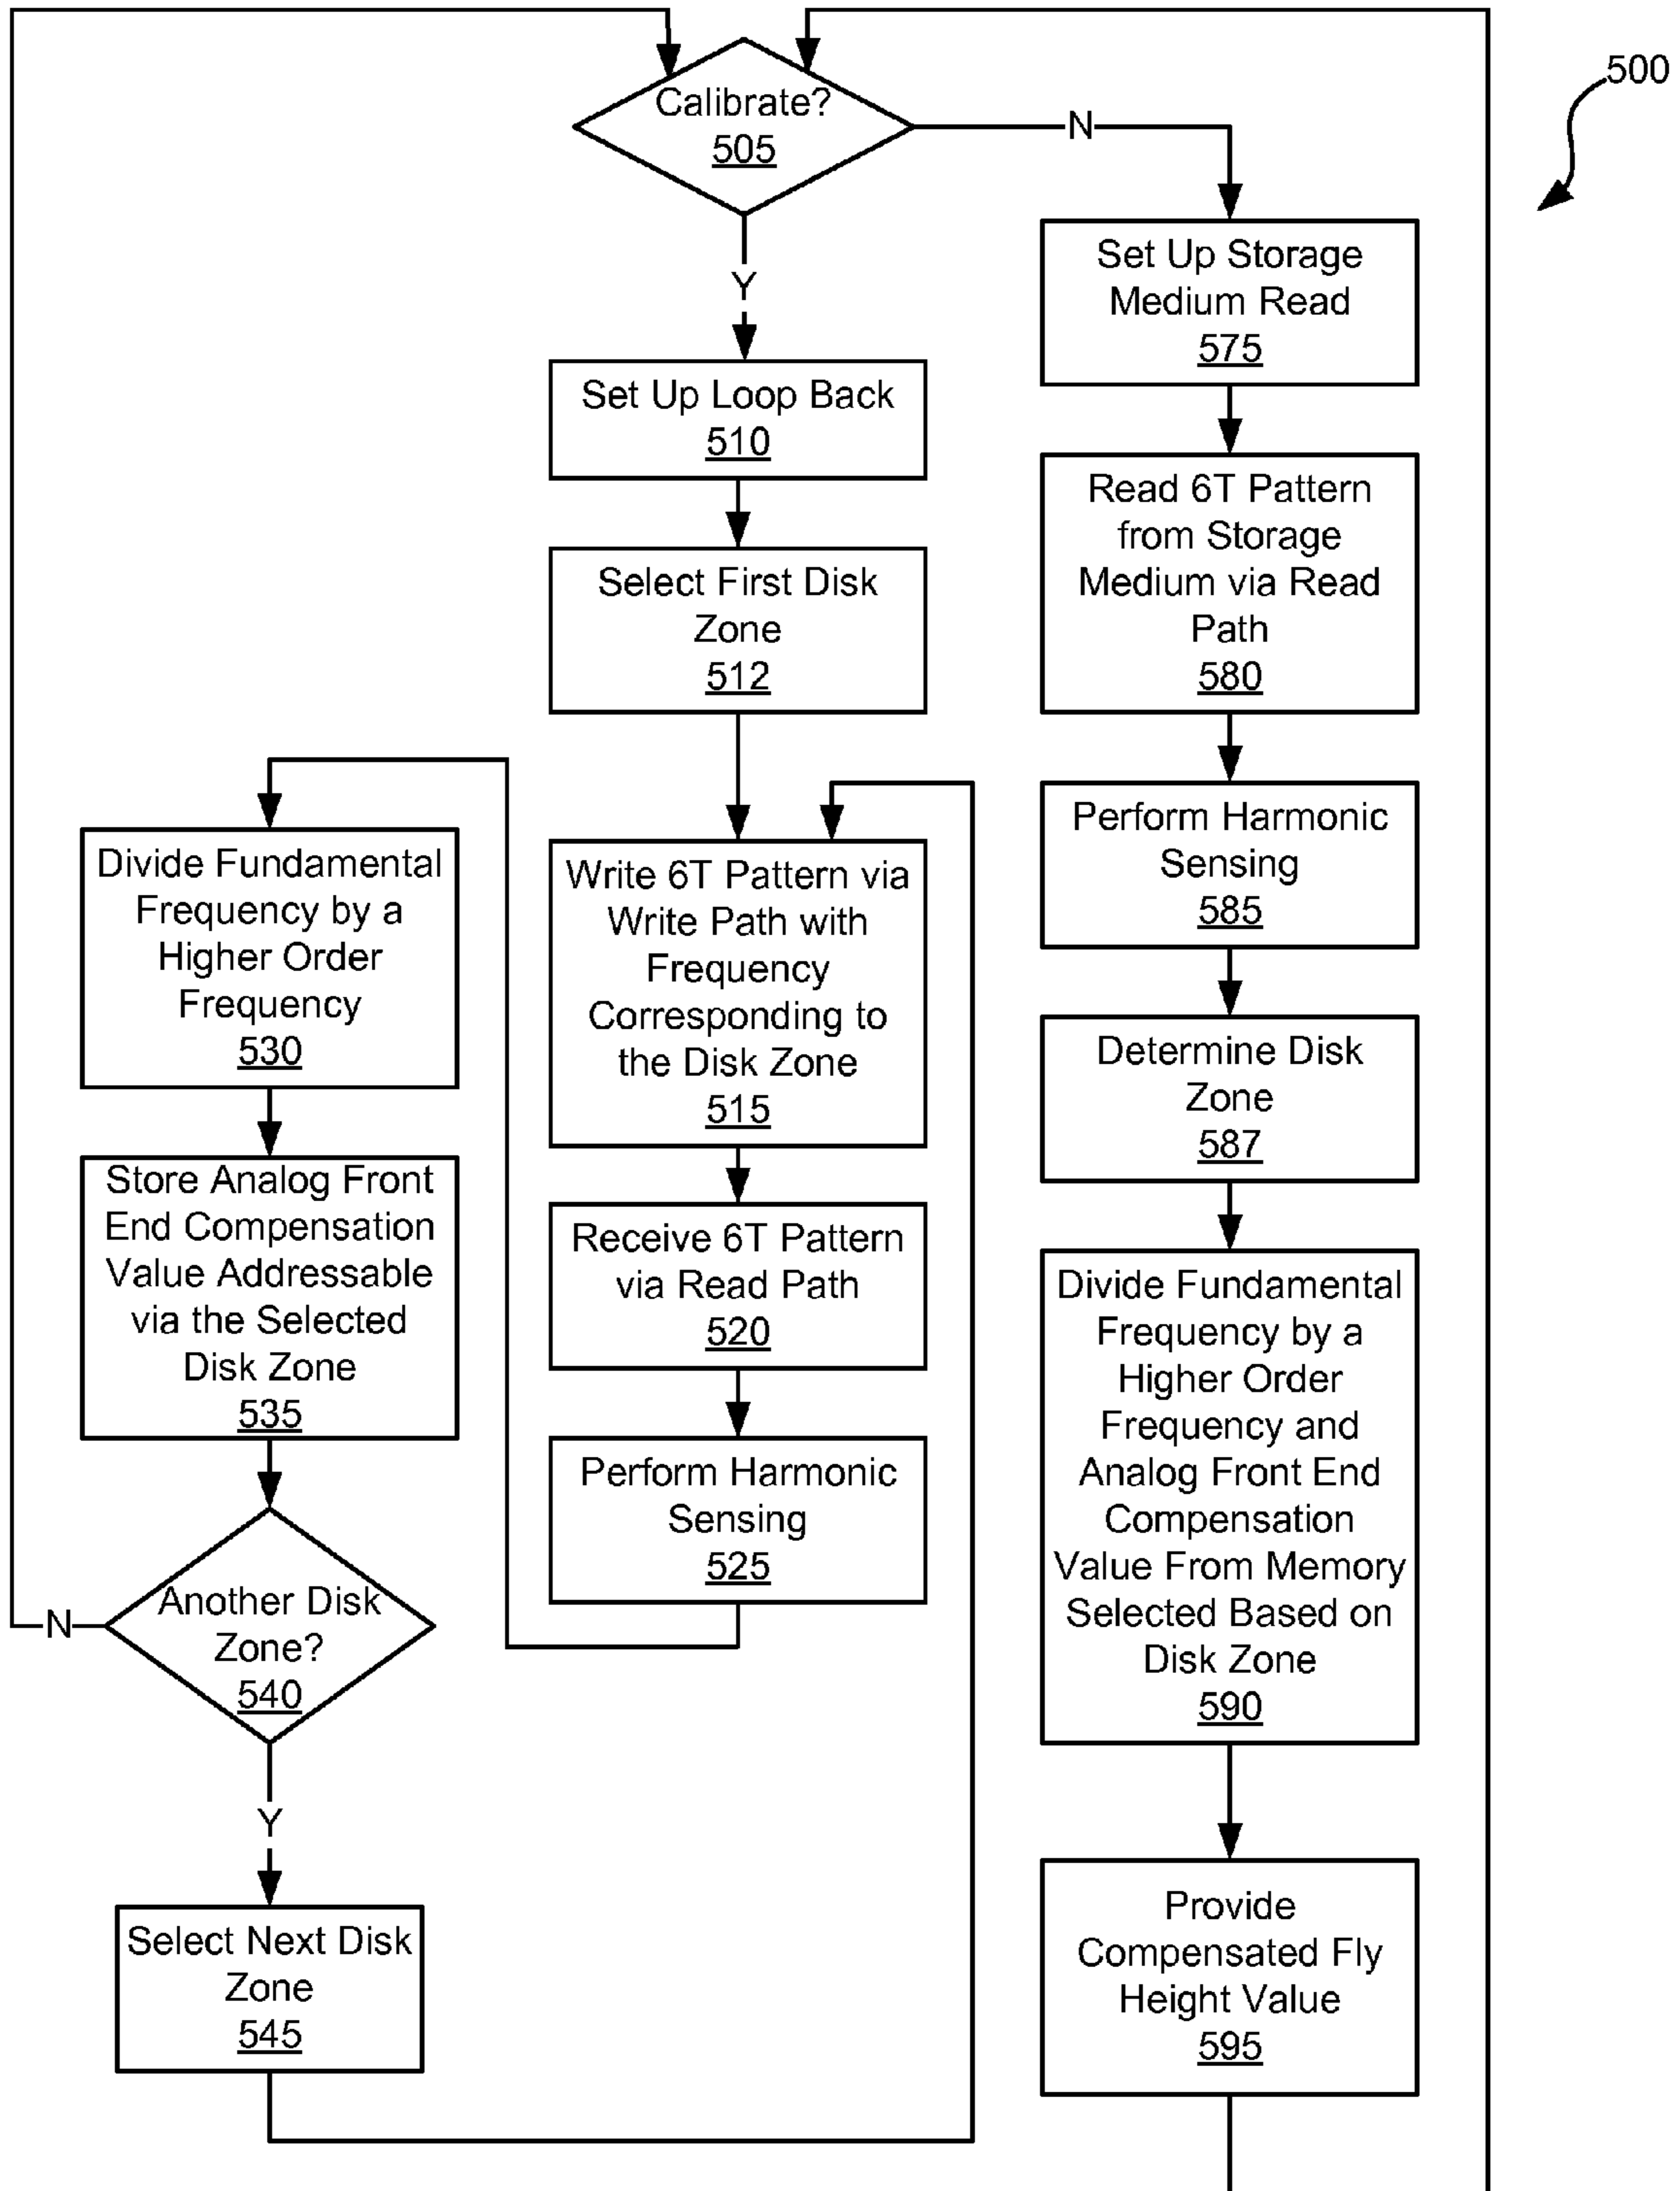 500
Calibrate?
505
N
Y
Set Up Loop Back
510
Select First Disk
Zone
512
Write 6T Pattern via
Write Path with
Frequency
Corresponding to
the Disk Zone
515
Receive 6T Pattern
via Read Path
520
Perform Harmonic
Sensing
525
Divide Fundamental
Frequency by a
Higher Order
Frequency
530
Store Analog Front
End Compensation
Value Addressable
via the Selected
Disk Zone
535
Another Disk
Zone?
540
N
Y
Select Next Disk
Zone
545
Set Up Storage
Medium Read
575
Read 6T Pattern
from Storage
Medium via Read
Path
580
Perform Harmonic
Sensing
585
Determine Disk
Zone
587
Divide Fundamental
Frequency by a
Higher Order
Frequency and
Analog Front End
Compensation
Value From Memory
Selected Based on
Disk Zone
590
Provide
Compensated Fly
Height Value
595